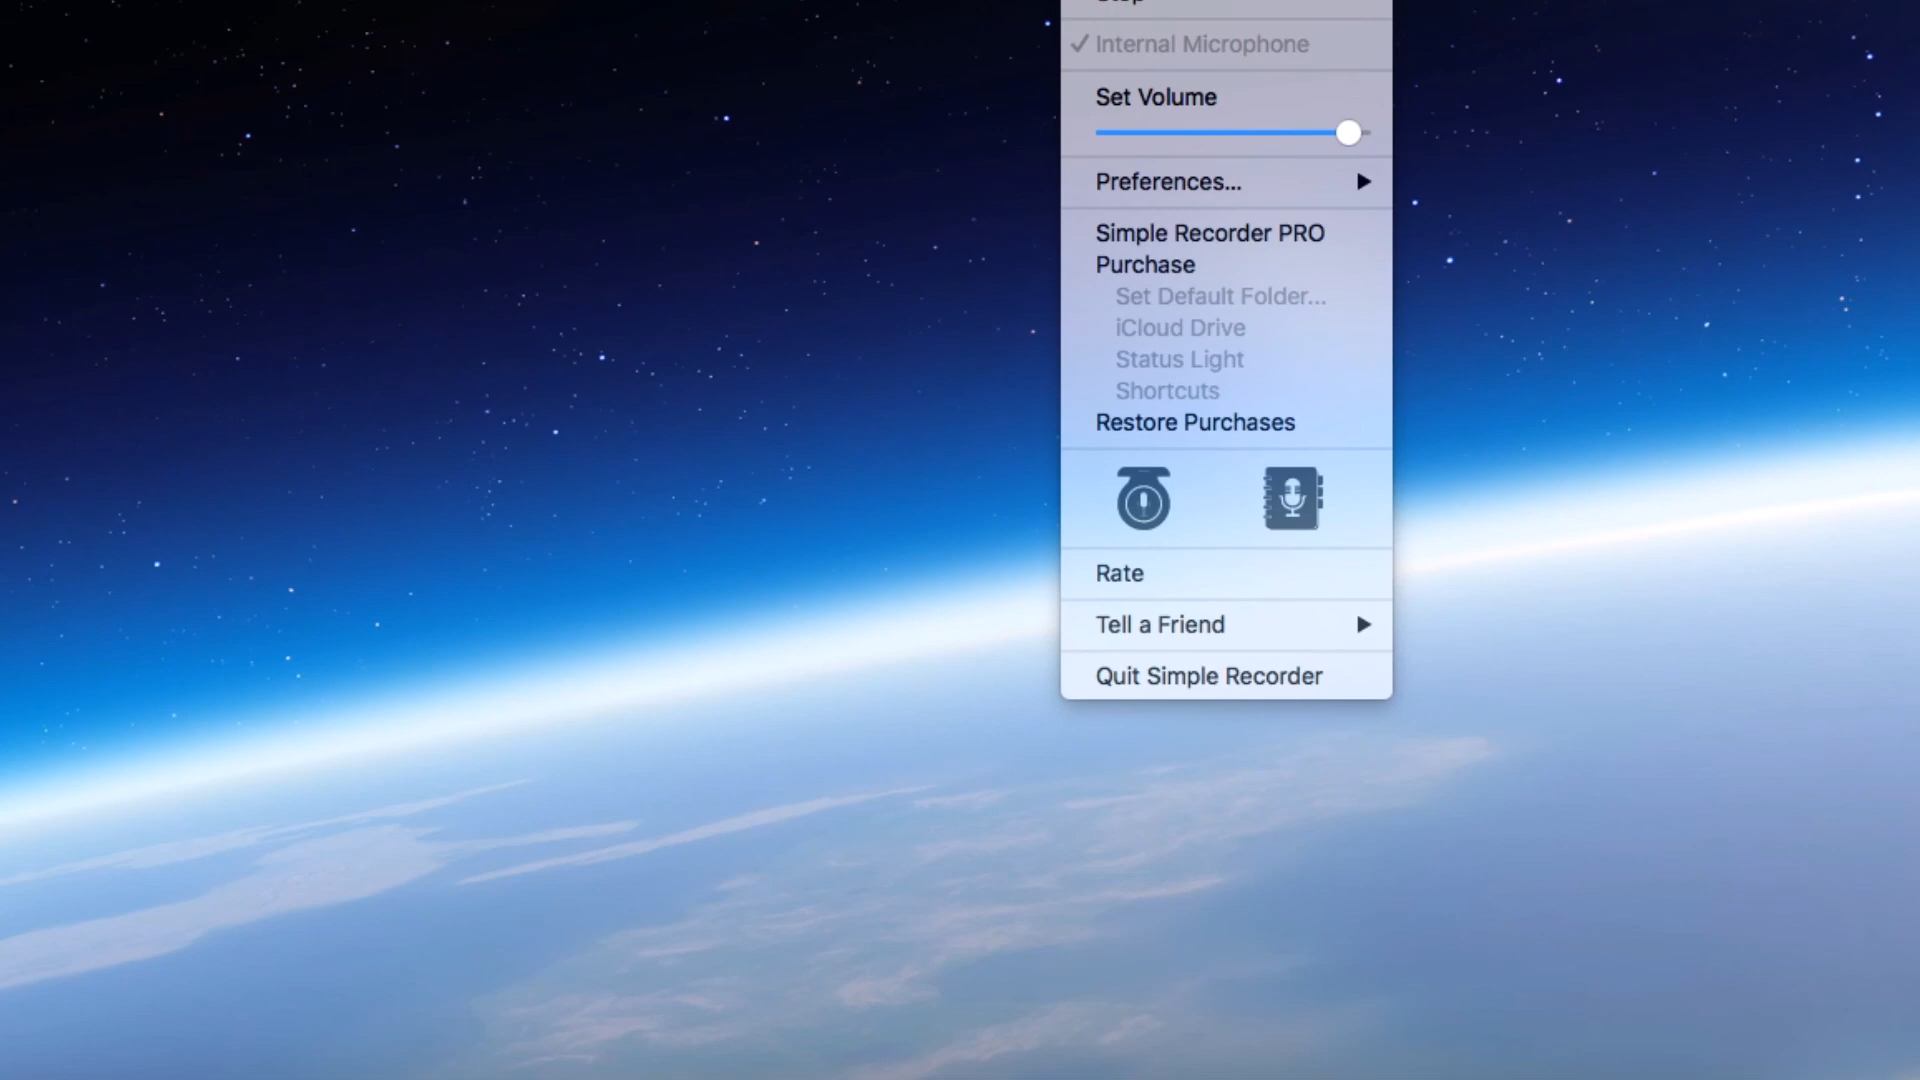 Stop
Internal Microphone
Set Volume
Preferences...
Simple Recorder PRO
Purchase
Set Default Folder...
iCloud Drive
Status Light
Shortcuts
Restore Purchases
Rate
Tell a Friend
Quit Simple Recorder